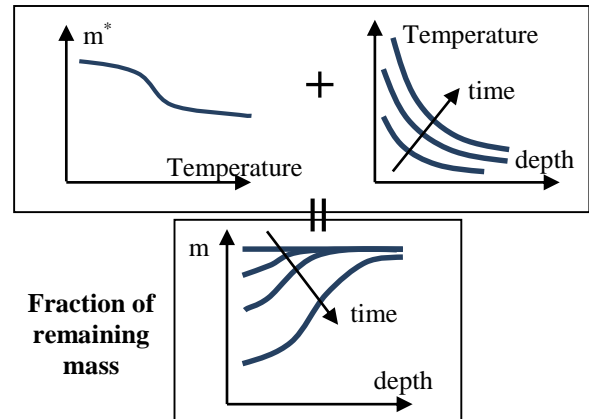 m*
Temperature
+
Temperature
time
depth
=
m
time
depth
Fraction of
remaining
mass